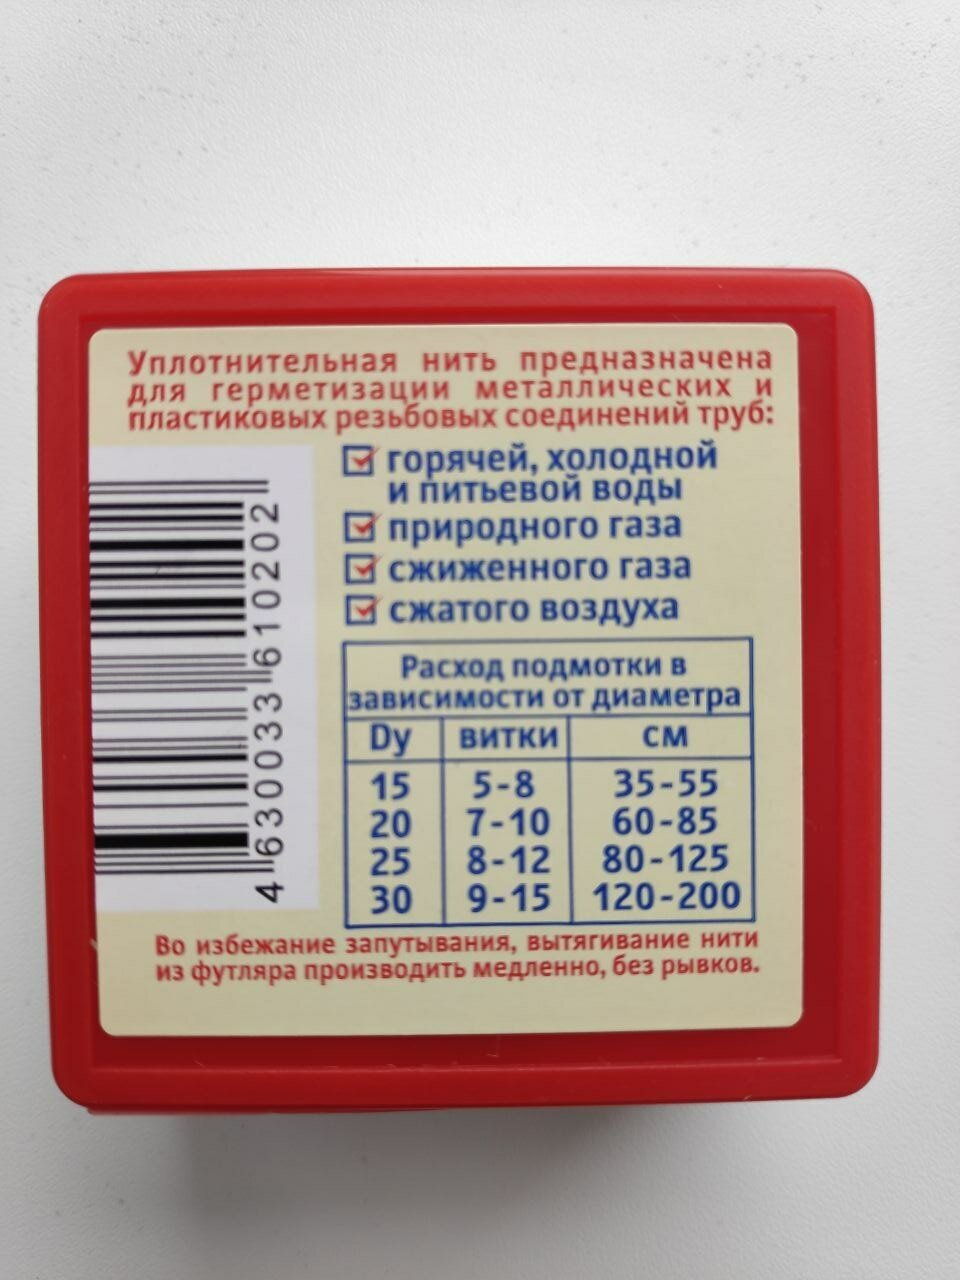 Уплотнительная нить предназначена
для герметизации металлических и
пластиковых резьбовых соединений труб:
горячей, холодной
и питьевой воды
природного газа
сжиженного газа
сжатого воздуха
4 630033 610202
Расход подмотки в
зависимости от диаметра
Dy витки см
15 5-8 35-55
20 7-10 60-85
25 8-12 80-125
30 9-15 120-200
Во избежание запутывания, вытягивание нити
из футляра производить медленно, без рывков.